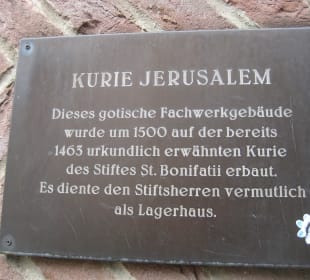 KURIE JERUSALEM
Dieses gotische Fachwerkgebäude
wurde um 1500 auf der bereits
1463 urkundlich erwähnten Kurie
des Stiftes St. Bonifatii erbaut.
Es diente den Stiftsherren vermutlich
als Lagerhaus.